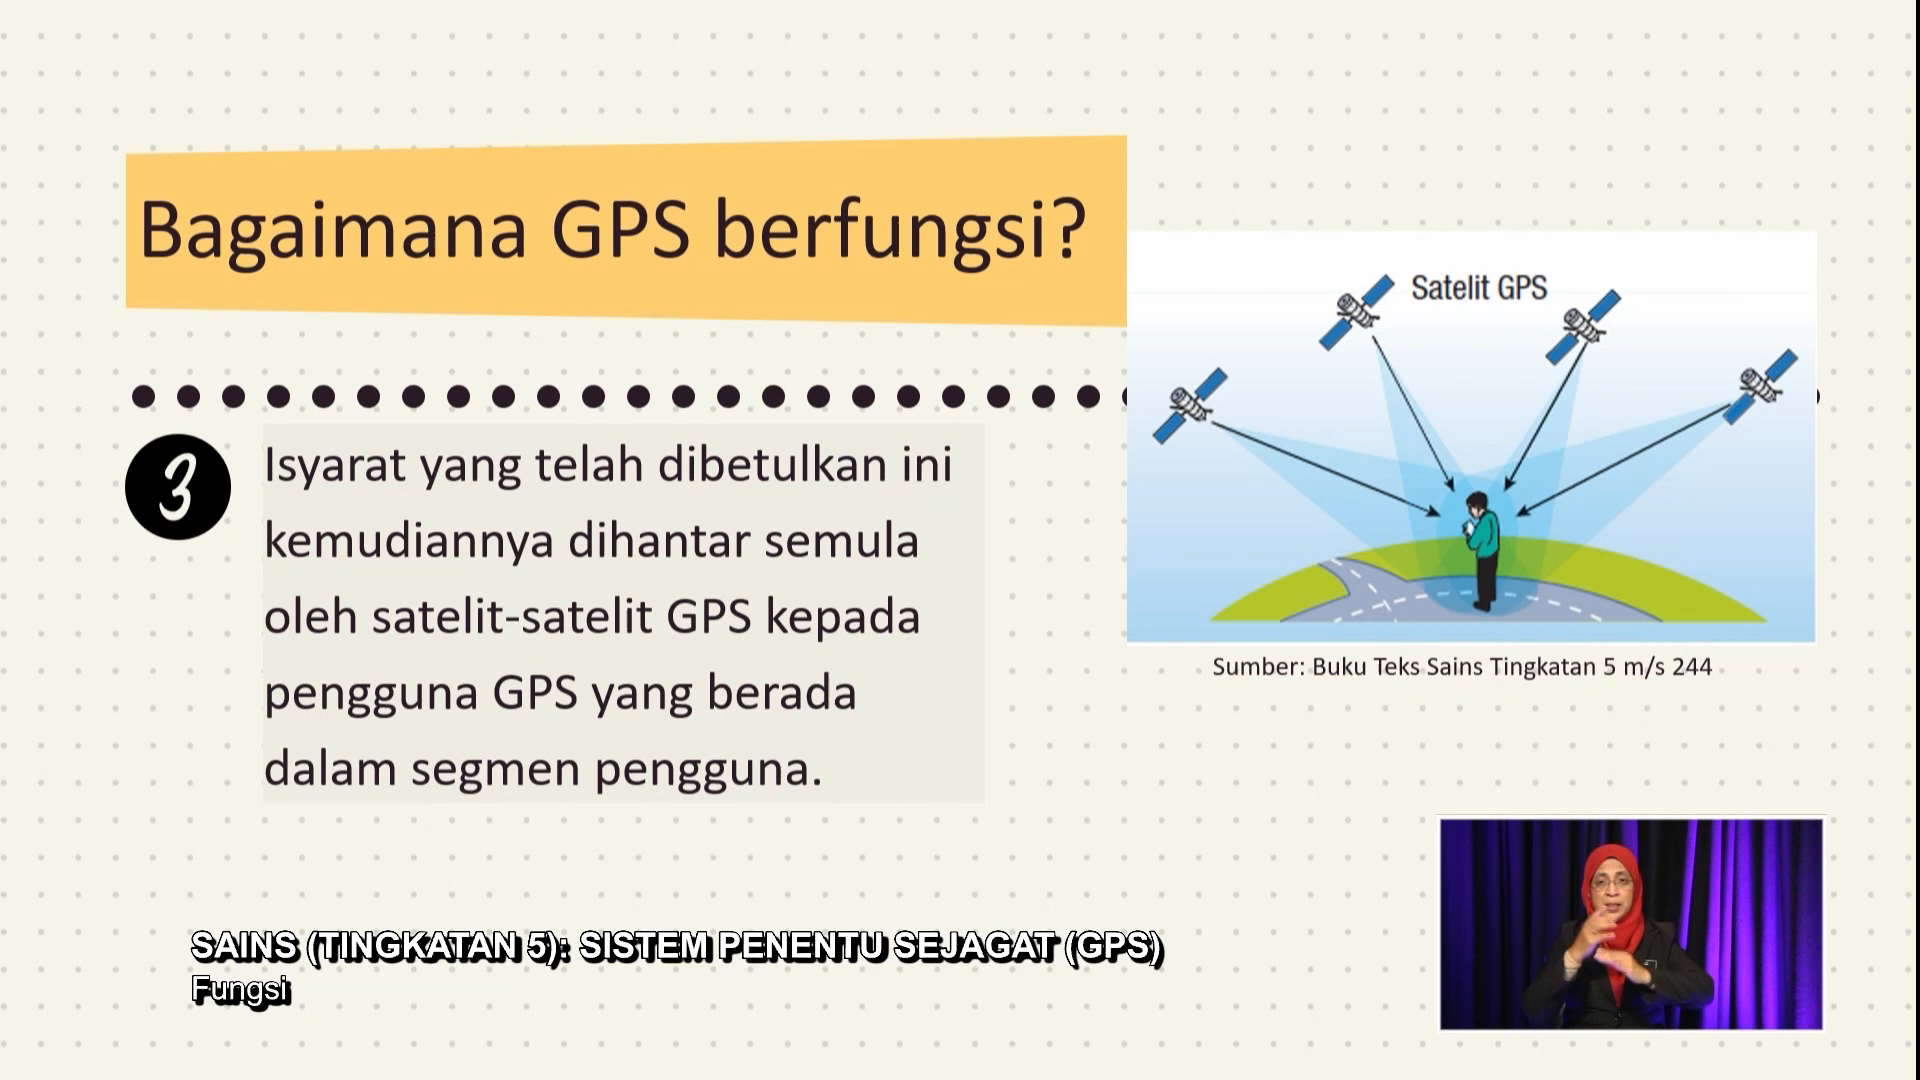 Bagaimana GPS berfungsi?
Satelit GPS
3
Isyarat yang telah dibetulkan ini
kemudiannya dihantar semula
oleh satelit-satelit GPS kepada
pengguna GPS yang berada
dalam segmen pengguna.
Sumber: Buku Teks Sains Tingkatan 5 m/s 244
SAINS (TINGKATAN 5): SISTEM PENENTU SEJAGAT (GPS)
Fungsi